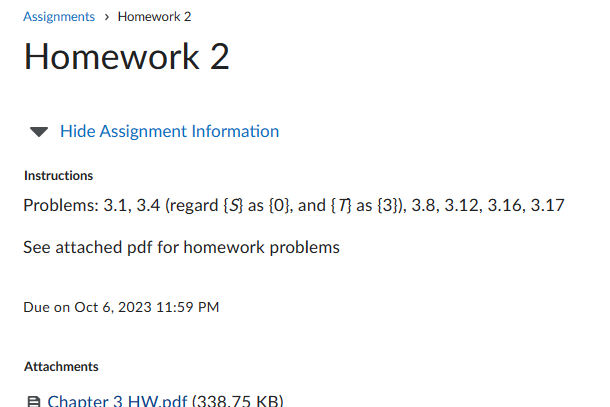 Assignments › Homework 2
Homework 2
Hide Assignment Information
Instructions
Problems: 3.1, 3.4 (regard {S} as {0}, and {T} as {3}), 3.8, 3.12, 3.16, 3.17
See attached pdf for homework problems
Due on Oct 6, 2023 11:59 PM
Attachments
Chapter 3 HW.pdf (338.75 KB)